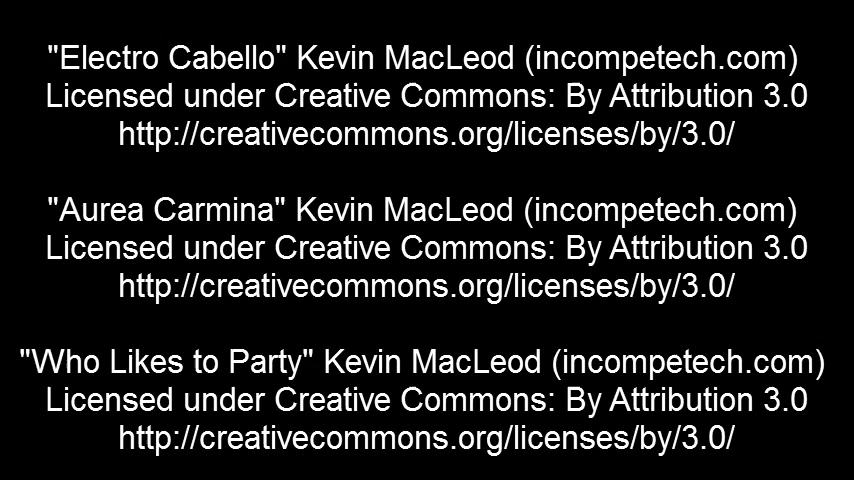 "Electro Cabello" Kevin MacLeod (incompetech.com)
Licensed under Creative Commons: By Attribution 3.0
http://creativecommons.org/licenses/by/3.0/
"Aurea Carmina" Kevin MacLeod (incompetech.com)
Licensed under Creative Commons: By Attribution 3.0
http://creativecommons.org/licenses/by/3.0/
"Who Likes to Party" Kevin MacLeod (incompetech.com)
Licensed under Creative Commons: By Attribution 3.0
http://creativecommons.org/licenses/by/3.0/